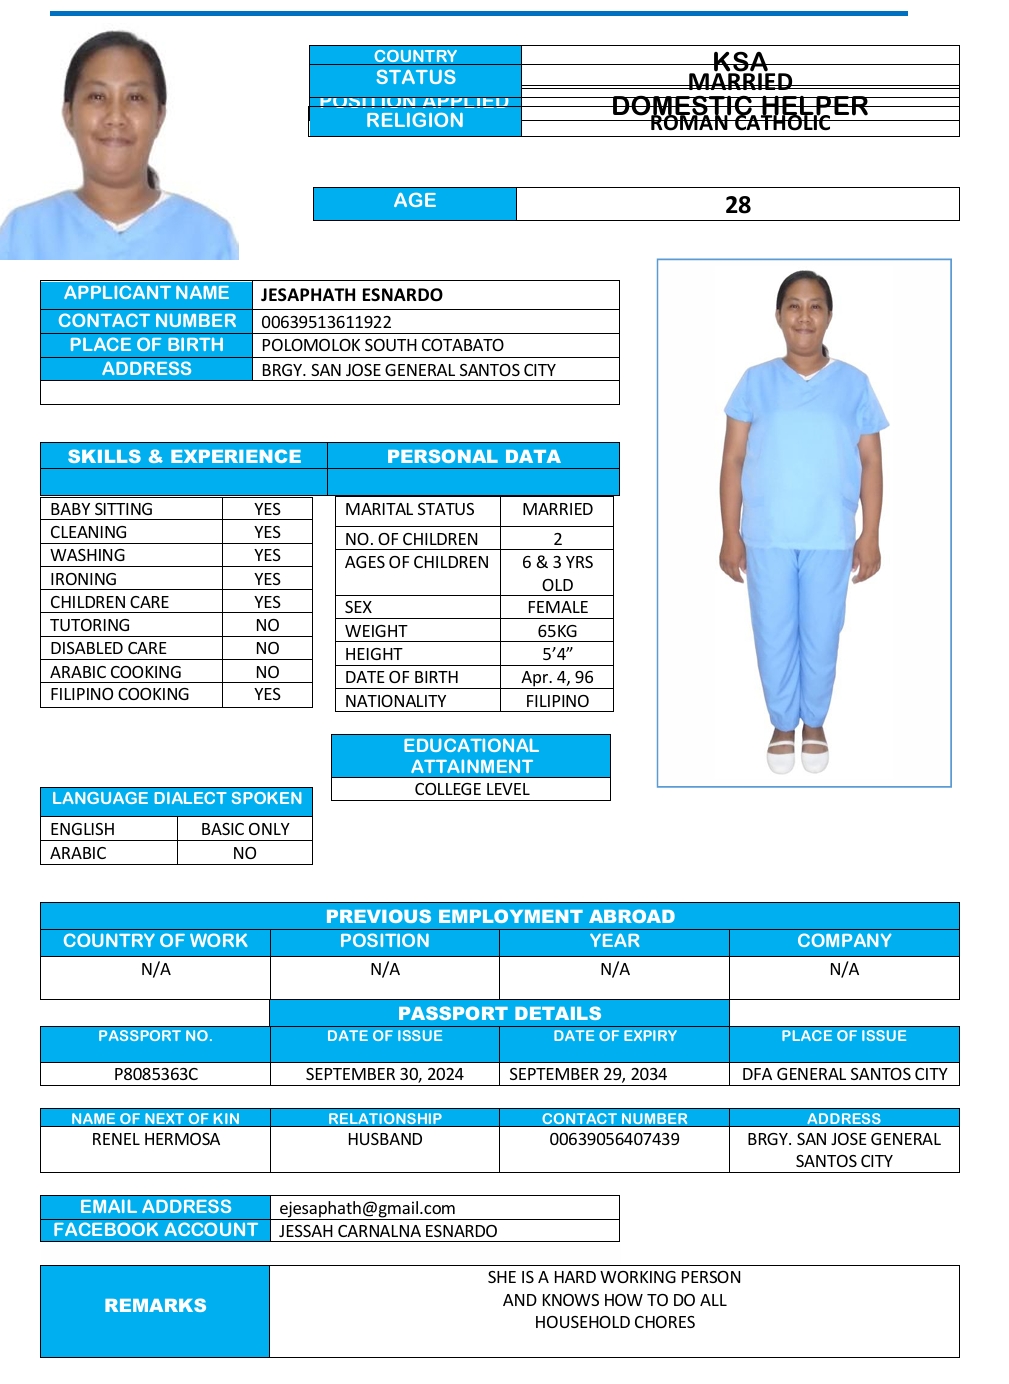 COUNTRY KSA
STATUS MARRIED
POSITION APPLIED DOMESTIC HELPER
RELIGION ROMAN CATHOLIC
AGE 28
APPLICANT NAME JESAPHATH ESNARDO
CONTACT NUMBER 00639513611922
PLACE OF BIRTH POLOMOLOK SOUTH COTABATO
ADDRESS BRGY. SAN JOSE GENERAL SANTOS CITY
SKILLS & EXPERIENCE PERSONAL DATA
BABY SITTING YES
CLEANING YES
WASHING YES
IRONING YES
CHILDREN CARE YES
TUTORING NO
DISABLED CARE NO
ARABIC COOKING NO
FILIPINO COOKING YES
MARITAL STATUS MARRIED
NO. OF CHILDREN 2
AGES OF CHILDREN 6 & 3 YRS
OLD
SEX FEMALE
WEIGHT 65KG
HEIGHT 5’4”
DATE OF BIRTH Apr. 4, 96
NATIONALITY FILIPINO
EDUCATIONAL
ATTAINMENT
COLLEGE LEVEL
LANGUAGE DIALECT SPOKEN
ENGLISH BASIC ONLY
ARABIC NO
PREVIOUS EMPLOYMENT ABROAD
COUNTRY OF WORK POSITION YEAR COMPANY
N/A N/A N/A N/A
PASSPORT DETAILS
PASSPORT NO. DATE OF ISSUE DATE OF EXPIRY PLACE OF ISSUE
P8085363C SEPTEMBER 30, 2024 SEPTEMBER 29, 2034 DFA GENERAL SANTOS CITY
NAME OF NEXT OF KIN RELATIONSHIP CONTACT NUMBER ADDRESS
RENEL HERMOSA HUSBAND 00639056407439 BRGY. SAN JOSE GENERAL
SANTOS CITY
EMAIL ADDRESS ejesaphath@gmail.com
FACEBOOK ACCOUNT JESSAH CARNALNA ESNARDO
REMARKS
SHE IS A HARD WORKING PERSON
AND KNOWS HOW TO DO ALL
HOUSEHOLD CHORES